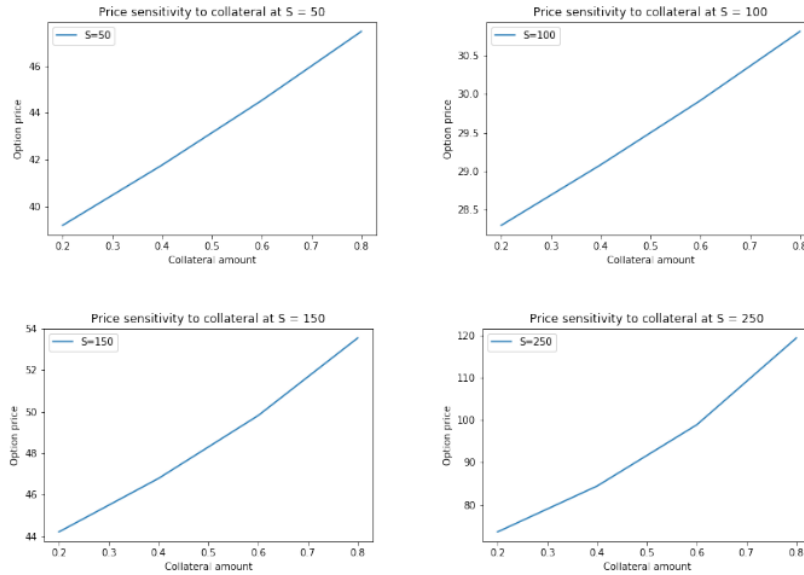 Price sensitivity to collateral at S = 50
S=50
46
44
42
40
Option price
0.2 0.3 0.4 0.5 0.6 0.7 0.8
Collateral amount
Price sensitivity to collateral at S = 100
S=100
30.5
30.0
29.5
29.0
28.5
Option price
0.2 0.3 0.4 0.5 0.6 0.7 0.8
Collateral amount
Price sensitivity to collateral at S = 150
S=150
54
52
50
48
46
44
Option price
0.2 0.3 0.4 0.5 0.6 0.7 0.8
Collateral amount
Price sensitivity to collateral at S = 250
S=250
120
110
100
90
80
Option price
0.2 0.3 0.4 0.5 0.6 0.7 0.8
Collateral amount